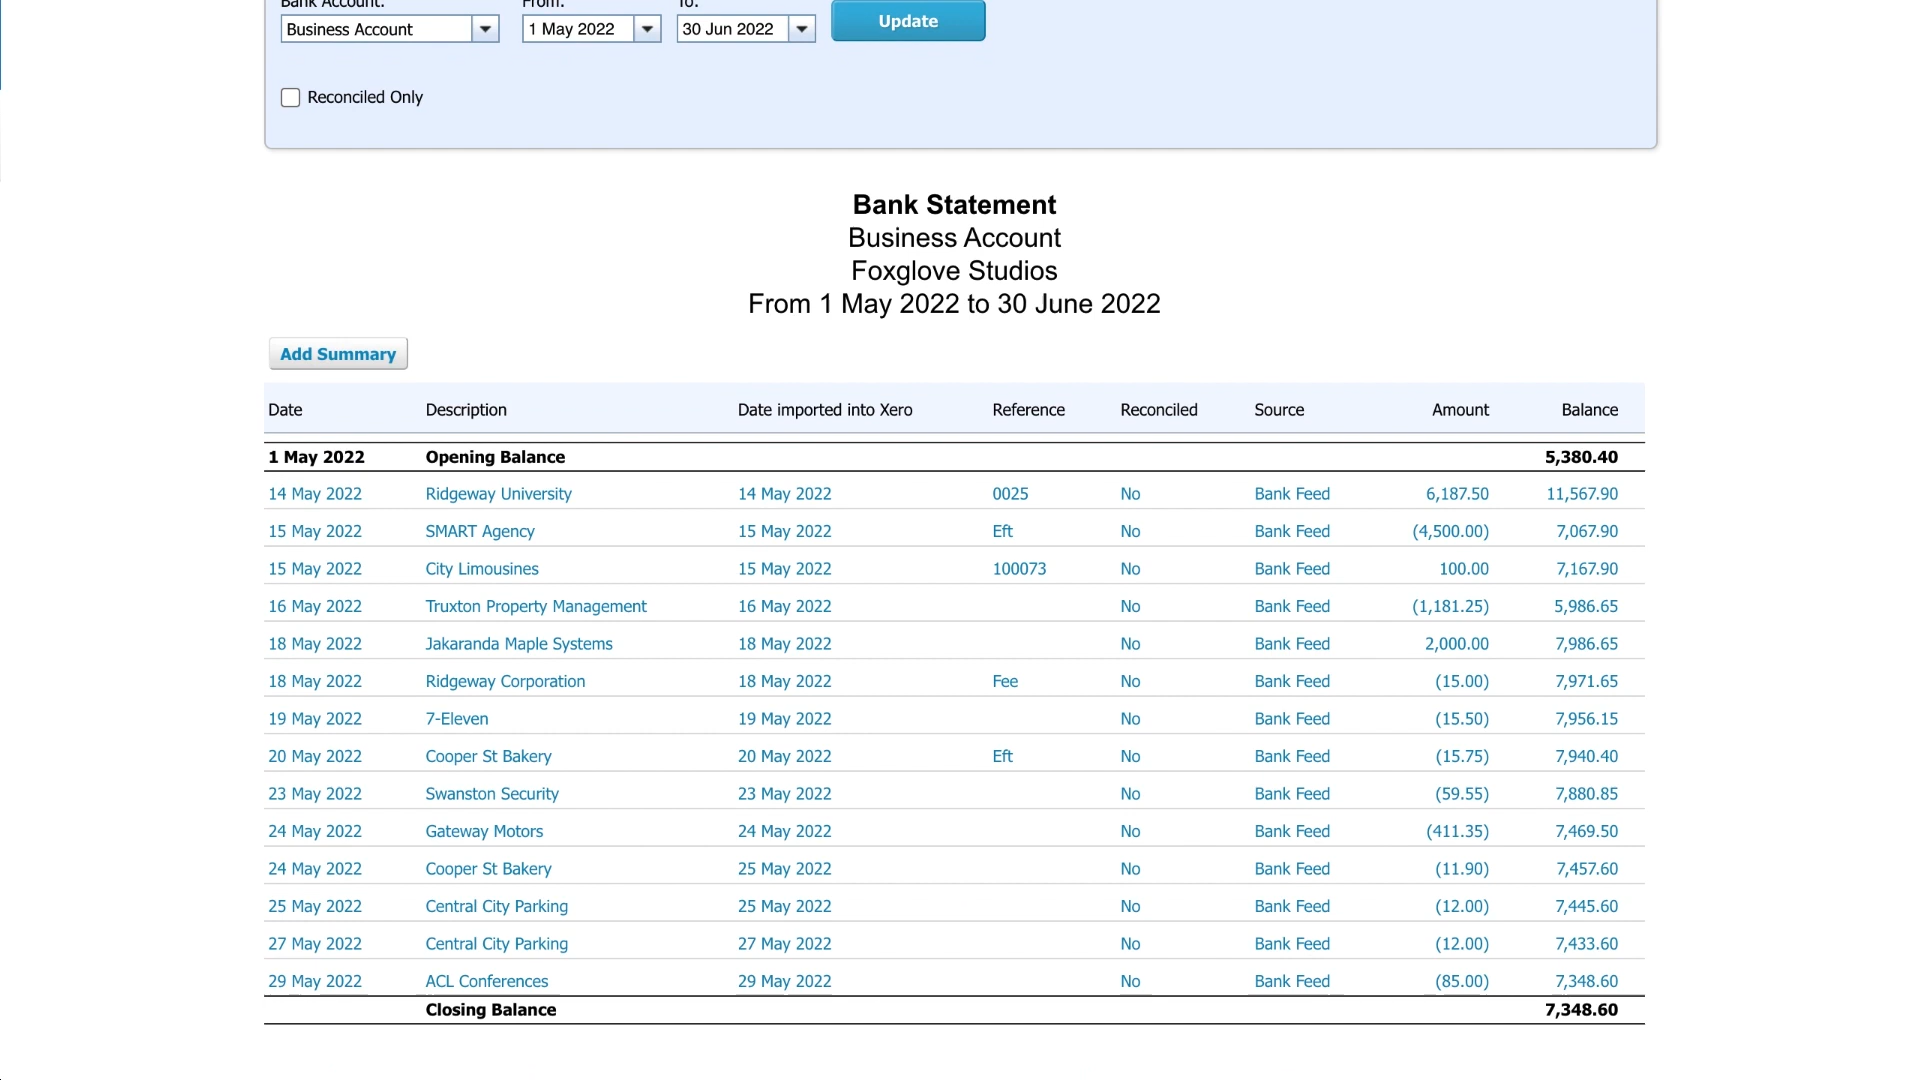 Bank Account: From: To:
Business Account 1 May 2022 30 Jun 2022 Update
Reconciled Only
Bank Statement
Business Account
Foxglove Studios
From 1 May 2022 to 30 June 2022
Add Summary
Date Description Date imported into Xero Reference Reconciled Source Amount Balance
1 May 2022 Opening Balance 5,380.40
14 May 2022 Ridgeway University 14 May 2022 0025 No Bank Feed 6,187.50 11,567.90
15 May 2022 SMART Agency 15 May 2022 Eft No Bank Feed (4,500.00) 7,067.90
15 May 2022 City Limousines 15 May 2022 100073 No Bank Feed 100.00 7,167.90
16 May 2022 Truxton Property Management 16 May 2022 No Bank Feed (1,181.25) 5,986.65
18 May 2022 Jakaranda Maple Systems 18 May 2022 No Bank Feed 2,000.00 7,986.65
18 May 2022 Ridgeway Corporation 18 May 2022 Fee No Bank Feed (15.00) 7,971.65
19 May 2022 7-Eleven 19 May 2022 No Bank Feed (15.50) 7,956.15
20 May 2022 Cooper St Bakery 20 May 2022 Eft No Bank Feed (15.75) 7,940.40
23 May 2022 Swanston Security 23 May 2022 No Bank Feed (59.55) 7,880.85
24 May 2022 Gateway Motors 24 May 2022 No Bank Feed (411.35) 7,469.50
24 May 2022 Cooper St Bakery 25 May 2022 No Bank Feed (11.90) 7,457.60
25 May 2022 Central City Parking 25 May 2022 No Bank Feed (12.00) 7,445.60
27 May 2022 Central City Parking 27 May 2022 No Bank Feed (12.00) 7,433.60
29 May 2022 ACL Conferences 29 May 2022 No Bank Feed (85.00) 7,348.60
Closing Balance 7,348.60